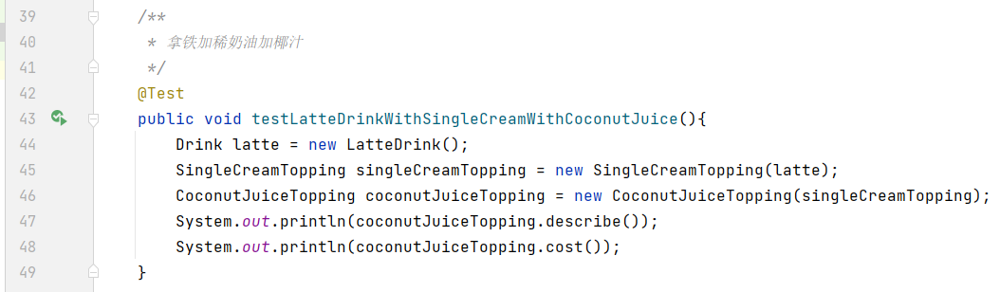 39 /**
40 * 拿铁加稀奶油加椰汁
41 */
42 @Test
43 public void testLatteDrinkWithSingleCreamWithCoconutJuice(){
44 Drink latte = new LatteDrink();
45 SingleCreamTopping singleCreamTopping = new SingleCreamTopping(latte);
46 CoconutJuiceTopping coconutJuiceTopping = new CoconutJuiceTopping(singleCreamTopping);
47 System.out.println(coconutJuiceTopping.describe());
48 System.out.println(coconutJuiceTopping.cost());
49 }